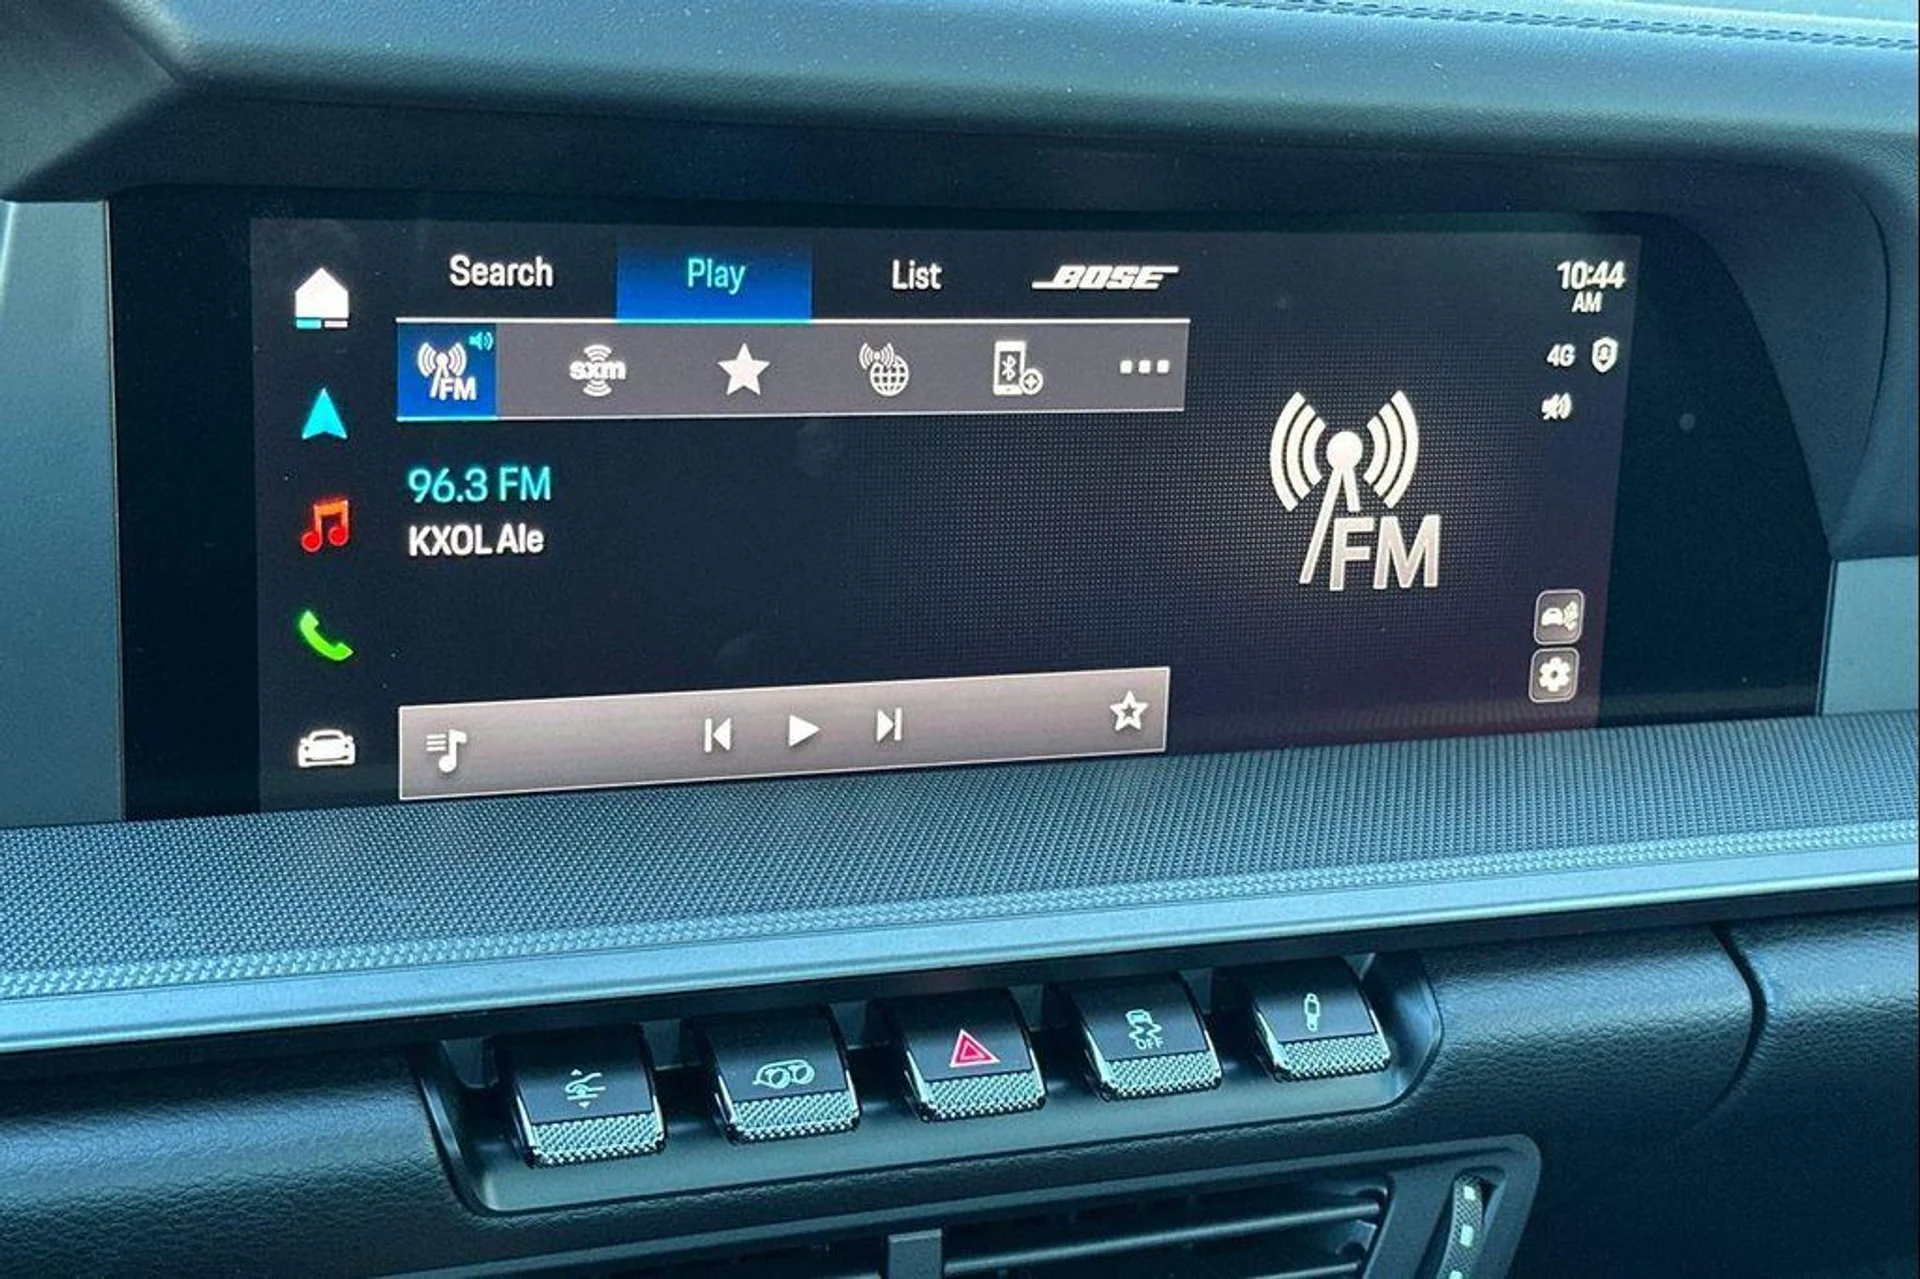 Search Play List BOSE
10:44
AM
FM sxm
4G
96.3 FM
KXOL Ale
FM
OFF